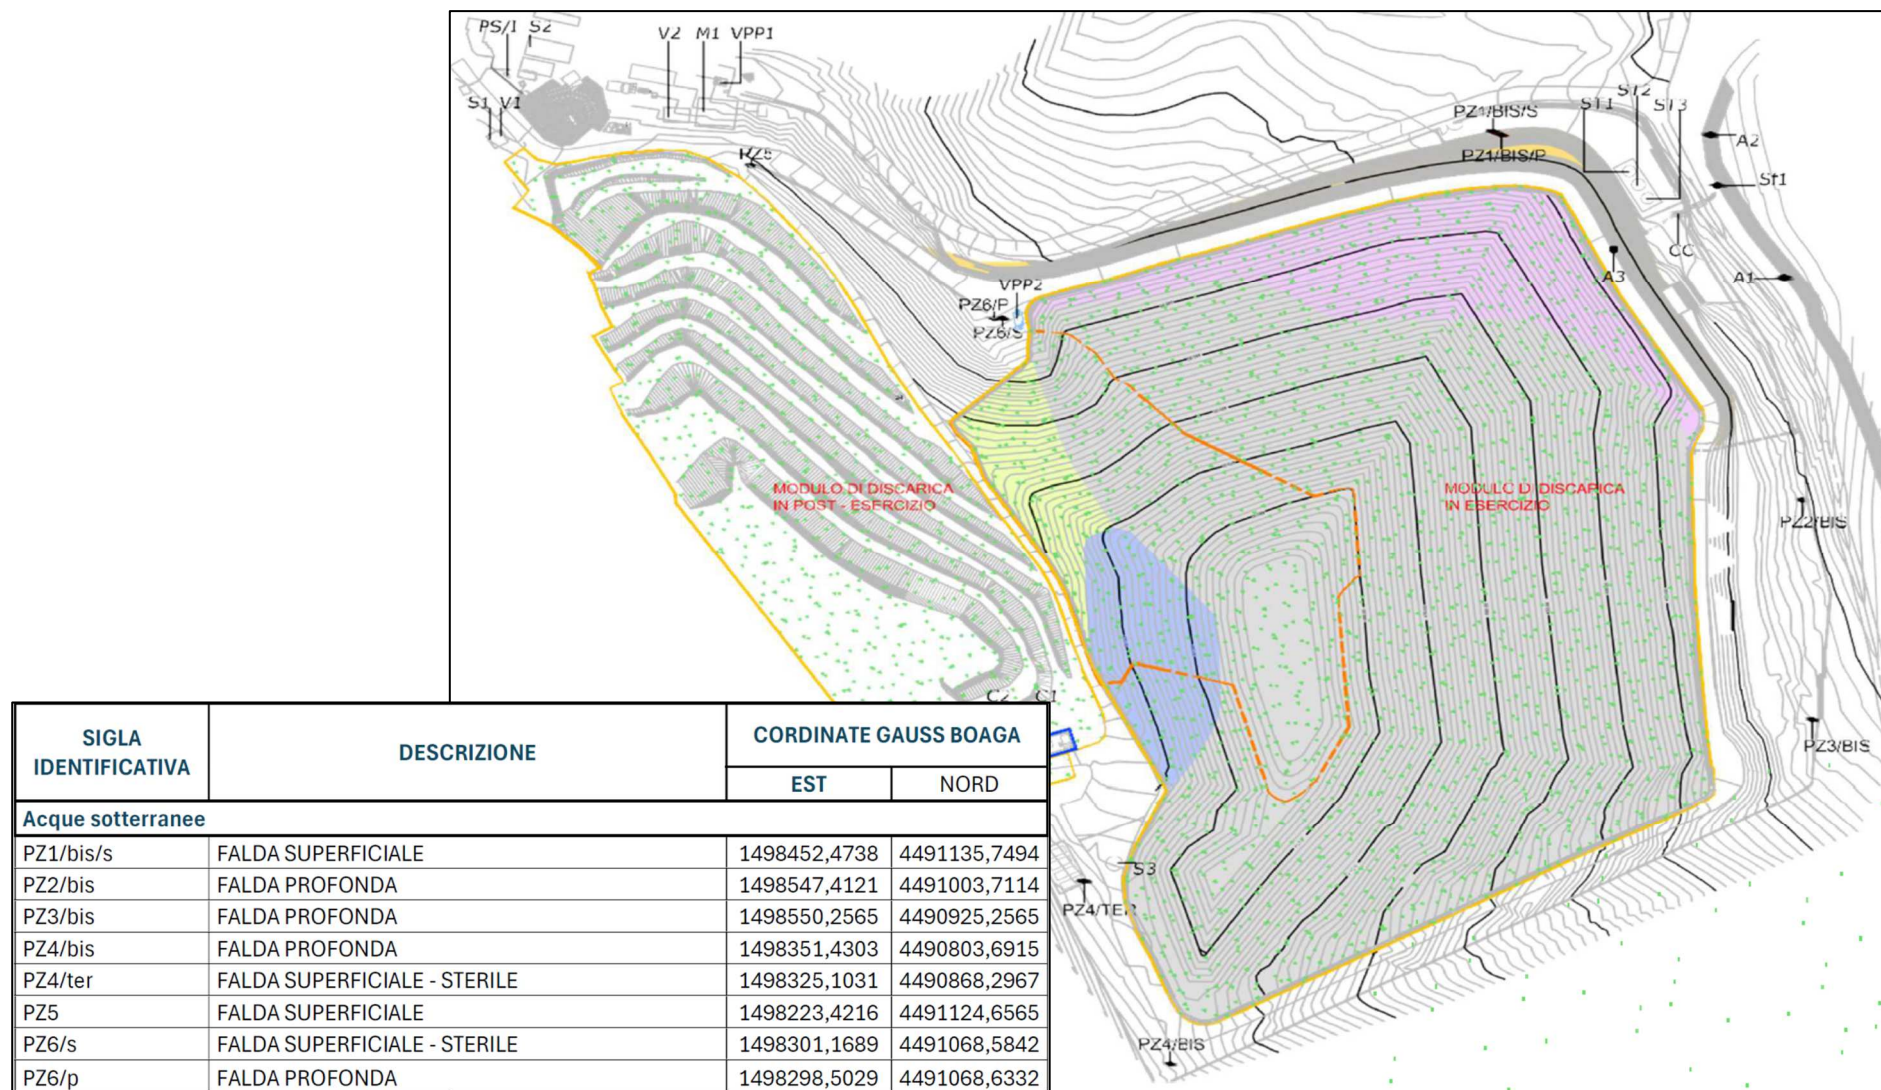 PS/I S2
V2 M1 VPP1
S1 V1
PZ5
PZ1/BIS/S
PZ1/BIS/P
ST1
ST2
ST3
A2
St1
CC
A3
A1
VPP2
PZ6/P
PZ6/S
MODULO DI DISCARICA
IN POST - ESERCIZIO
MODULO DI DISCARICA
IN ESERCIZIO
PZ2/BIS
C2 C1
PZ3/BIS
S3
PZ4/TER
PZ4/BIS
SIGLA
IDENTIFICATIVA
DESCRIZIONE
CORDINATE GAUSS BOAGA
EST NORD
Acque sotterranee
PZ1/bis/s FALDA SUPERFICIALE 1498452,4738 4491135,7494
PZ2/bis FALDA PROFONDA 1498547,4121 4491003,7114
PZ3/bis FALDA PROFONDA 1498550,2565 4490925,2565
PZ4/bis FALDA PROFONDA 1498351,4303 4490803,6915
PZ4/ter FALDA SUPERFICIALE - STERILE 1498325,1031 4490868,2967
PZ5 FALDA SUPERFICIALE 1498223,4216 4491124,6565
PZ6/s FALDA SUPERFICIALE - STERILE 1498301,1689 4491068,5842
PZ6/p FALDA PROFONDA 1498298,5029 4491068,6332